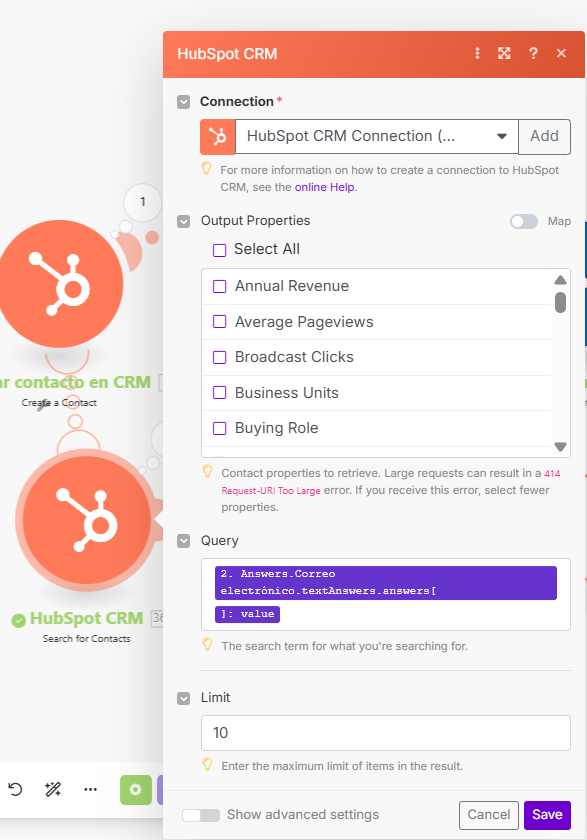 HubSpot CRM
?
Connection *
HubSpot CRM Connection (...
Add
For more information on how to create a connection to HubSpot
CRM, see the online Help.
1
Output Properties
Map
Select All
Annual Revenue
Average Pageviews
Broadcast Clicks
Business Units
Buying Role
ar contacto en CRM
Create a Contact
Contact properties to retrieve. Large requests can result in a 414
Request-URI Too Large error. If you receive this error, select fewer
properties.
Query
2. Answers.Correo
electrónico.textAnswers.answers[
]: value
HubSpot CRM
Search for Contacts
The search term for what you're searching for.
Limit
10
Enter the maximum limit of items in the result.
Show advanced settings
Cancel
Save